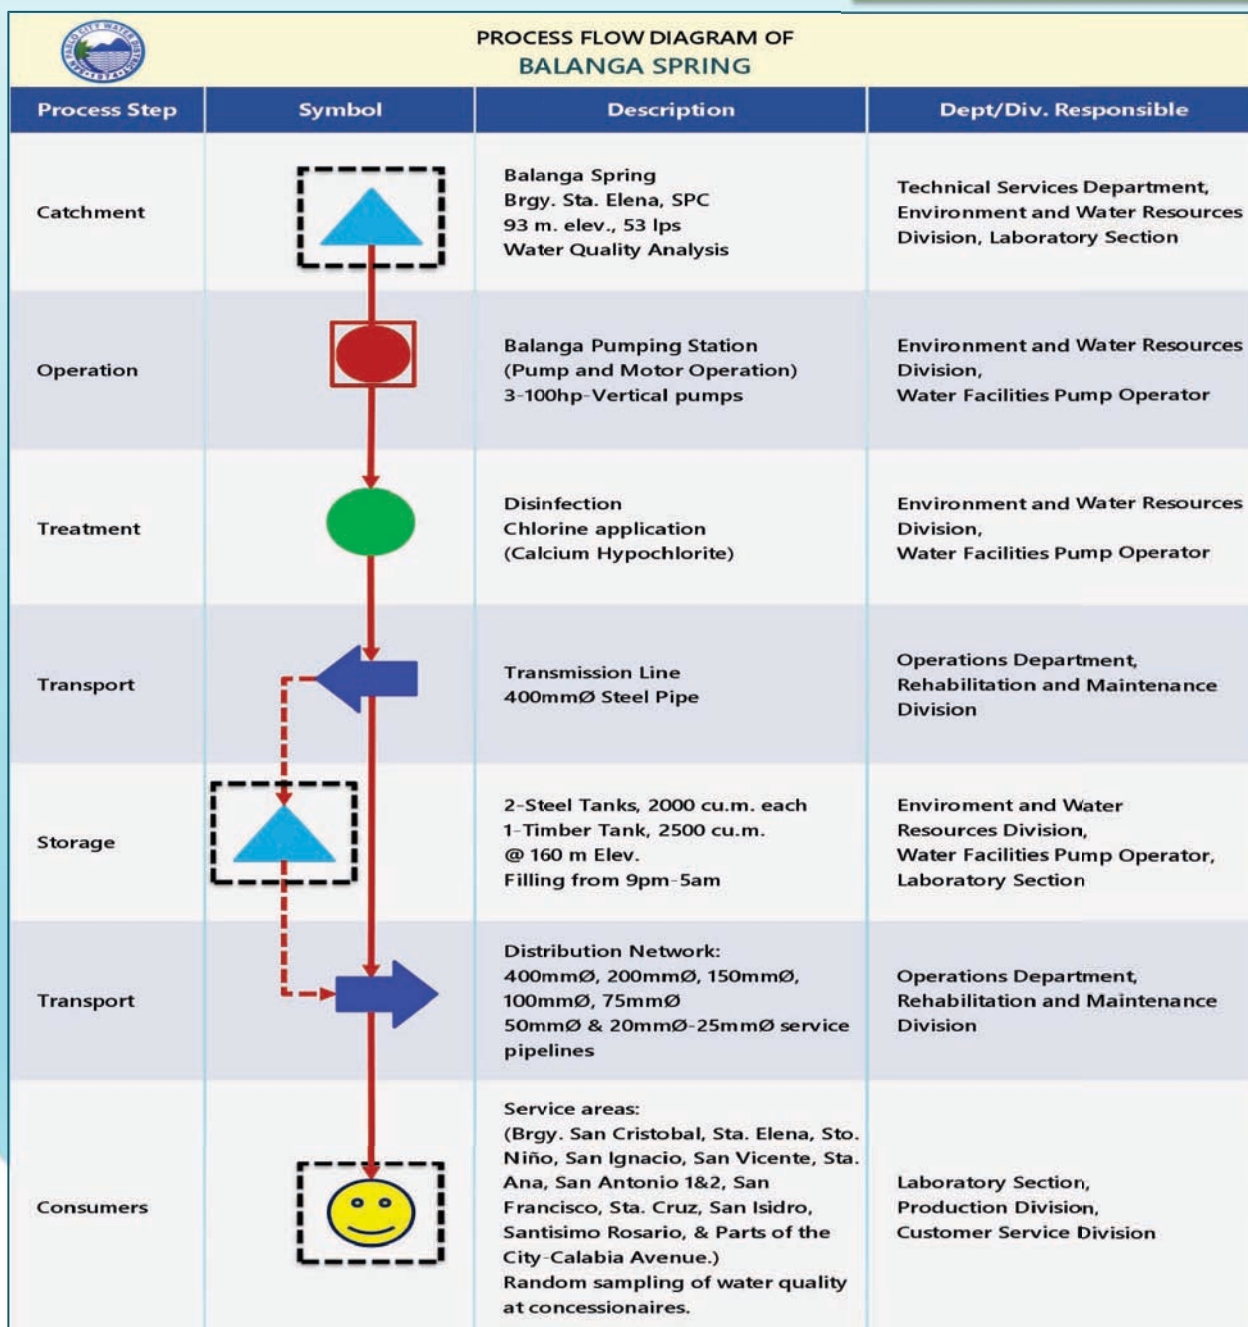 SAN PABLO CITY WATER DISTRICT
1974
PROCESS FLOW DIAGRAM OF
BALANGA SPRING
Process Step
Symbol
Description
Dept/Div. Responsible
Catchment
Balanga Spring
Brgy. Sta. Elena, SPC
93 m. elev., 53 lps
Water Quality Analysis
Technical Services Department,
Environment and Water Resources
Division, Laboratory Section
Operation
Balanga Pumping Station
(Pump and Motor Operation)
3-100hp-Vertical pumps
Environment and Water Resources
Division,
Water Facilities Pump Operator
Treatment
Disinfection
Chlorine application
(Calcium Hypochlorite)
Environment and Water Resources
Division,
Water Facilities Pump Operator
Transport
Transmission Line
400mmØ Steel Pipe
Operations Department,
Rehabilitation and Maintenance
Division
Storage
2-Steel Tanks, 2000 cu.m. each
1-Timber Tank, 2500 cu.m.
@ 160 m Elev.
Filling from 9pm-5am
Enviroment and Water
Resources Division,
Water Facilities Pump Operator,
Laboratory Section
Transport
Distribution Network:
400mmØ, 200mmØ, 150mmØ,
100mmØ, 75mmØ
50mmØ & 20mmØ-25mmØ service
pipelines
Operations Department,
Rehabilitation and Maintenance
Division
Consumers
Service areas:
(Brgy. San Cristobal, Sta. Elena, Sto.
Niño, San Ignacio, San Vicente, Sta.
Ana, San Antonio 1&2, San
Francisco, Sta. Cruz, San Isidro,
Santisimo Rosario, & Parts of the
City-Calabia Avenue.)
Random sampling of water quality
at concessionaires.
Laboratory Section,
Production Division,
Customer Service Division